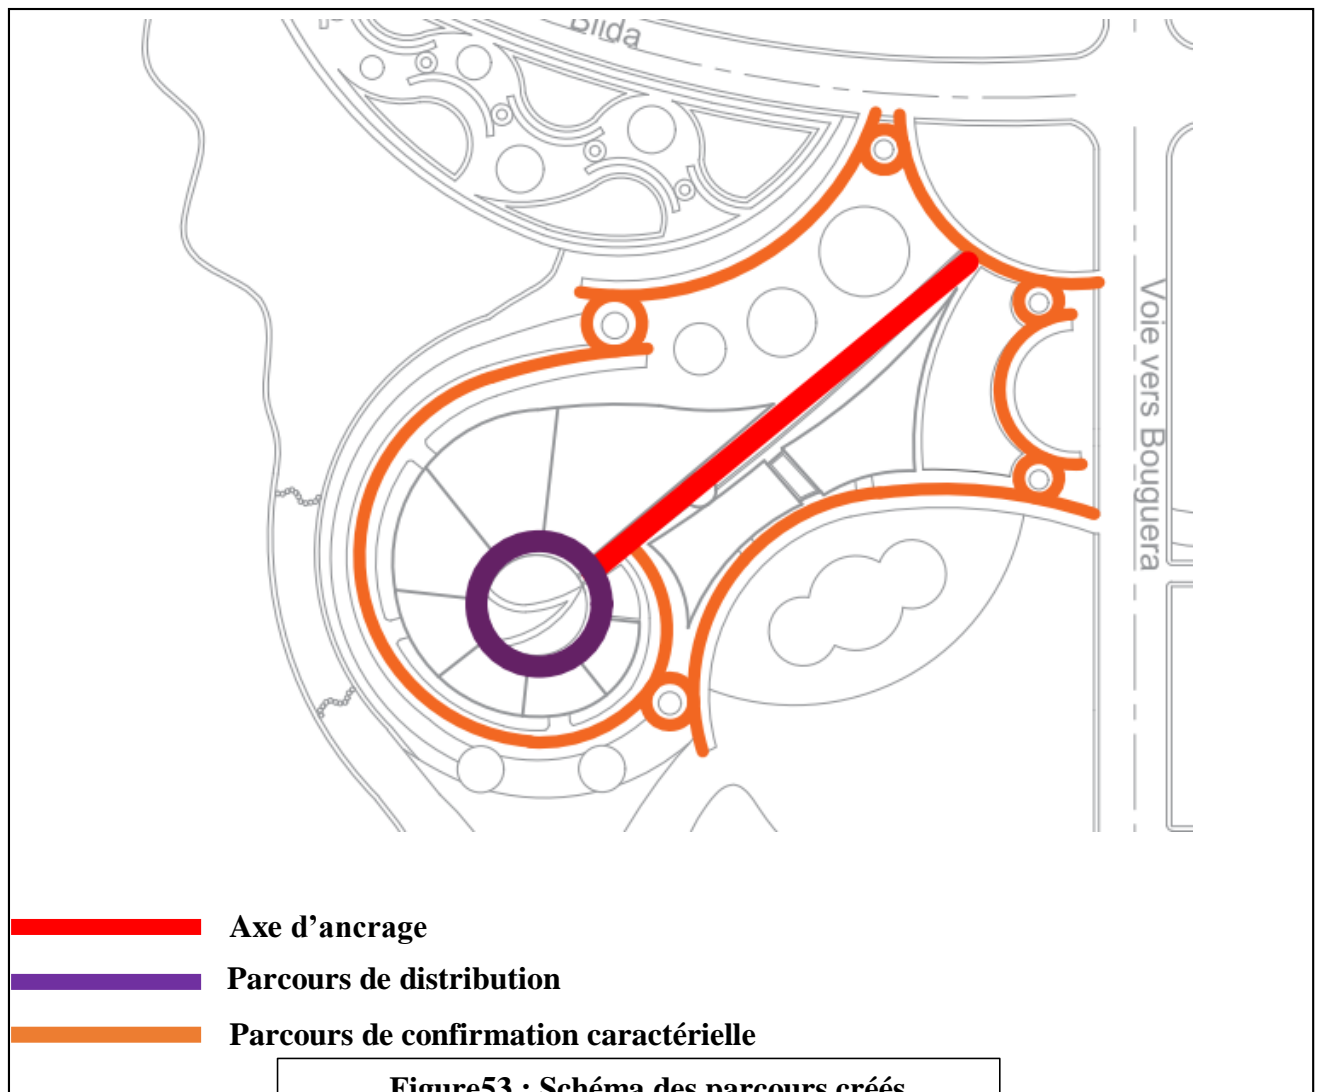 Blida
Voie vers Bouguera
Axe d’ancrage
Parcours de distribution
Parcours de confirmation caractérielle
Figure53 : Schéma des parcours créés